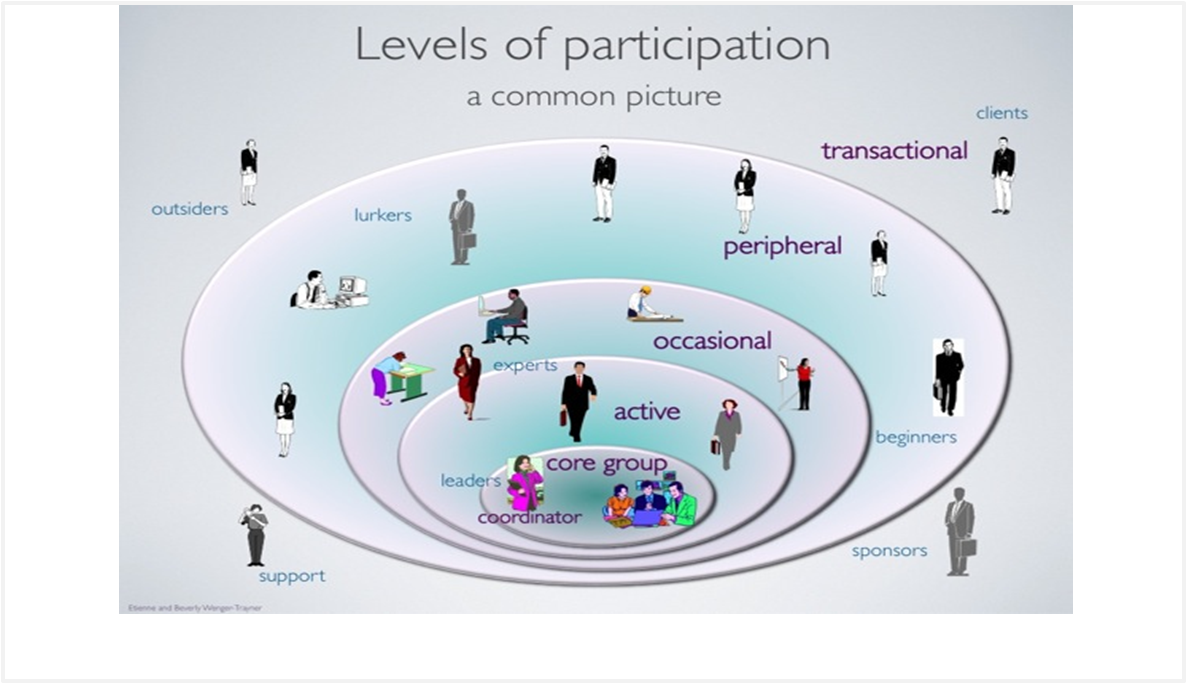 Levels of participation
a common picture
clients
transactional
outsiders
lurkers
peripheral
occasional
experts
active
beginners
core group
leaders
coordinator
sponsors
support
Etienne and Beverly Wenger-Trayner